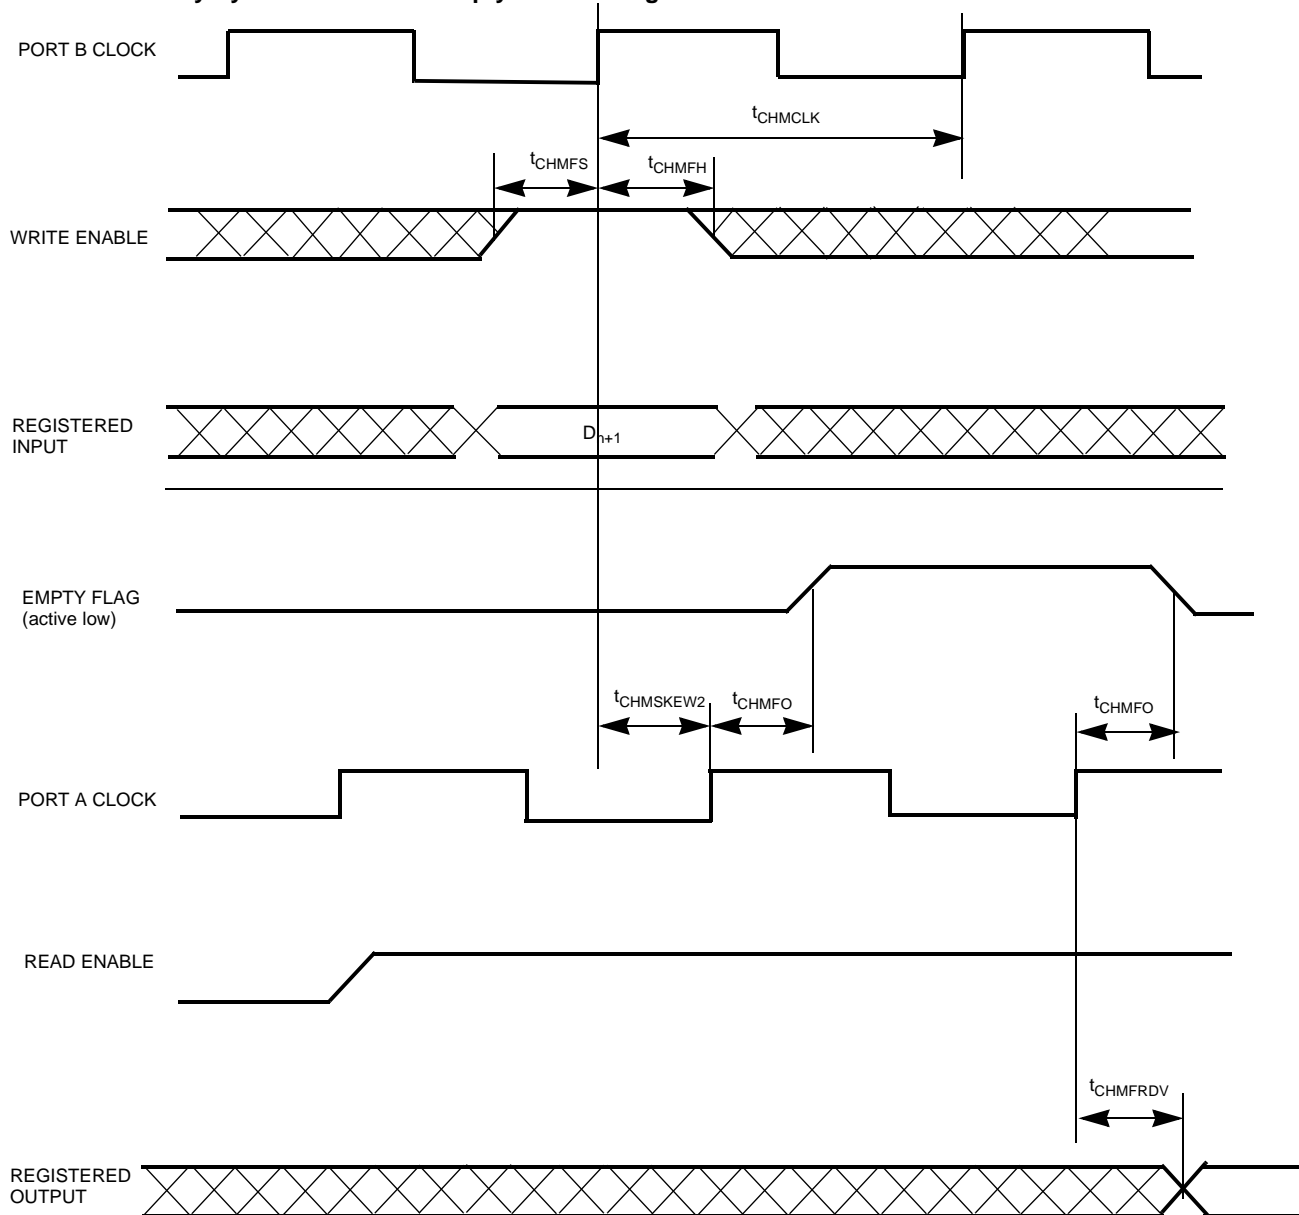 PORT B CLOCK
tCHMCLK
tCHMFS
tCHMFH
WRITE ENABLE
REGISTERED
INPUT
Dn+1
EMPTY FLAG
(active low)
tCHMSKEW2
tCHMFO
tCHMFO
PORT A CLOCK
READ ENABLE
tCHMFRDV
REGISTERED
OUTPUT